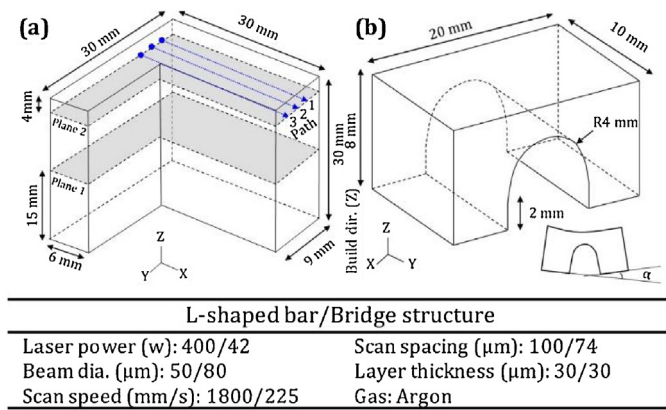 (a)
30 mm
30 mm
4mm
Plane 2
1
2
3
Path
Plane 1
15 mm
30 mm
6 mm
9 mm
Z
Y
X
(b)
20 mm
10 mm
8 mm
R4 mm
2 mm
Build dir. (Z)
Z
X
Y
α
L-shaped bar/Bridge structure
Laser power (w): 400/42
Scan spacing (μm): 100/74
Beam dia. (μm): 50/80
Layer thickness (μm): 30/30
Scan speed (mm/s): 1800/225
Gas: Argon